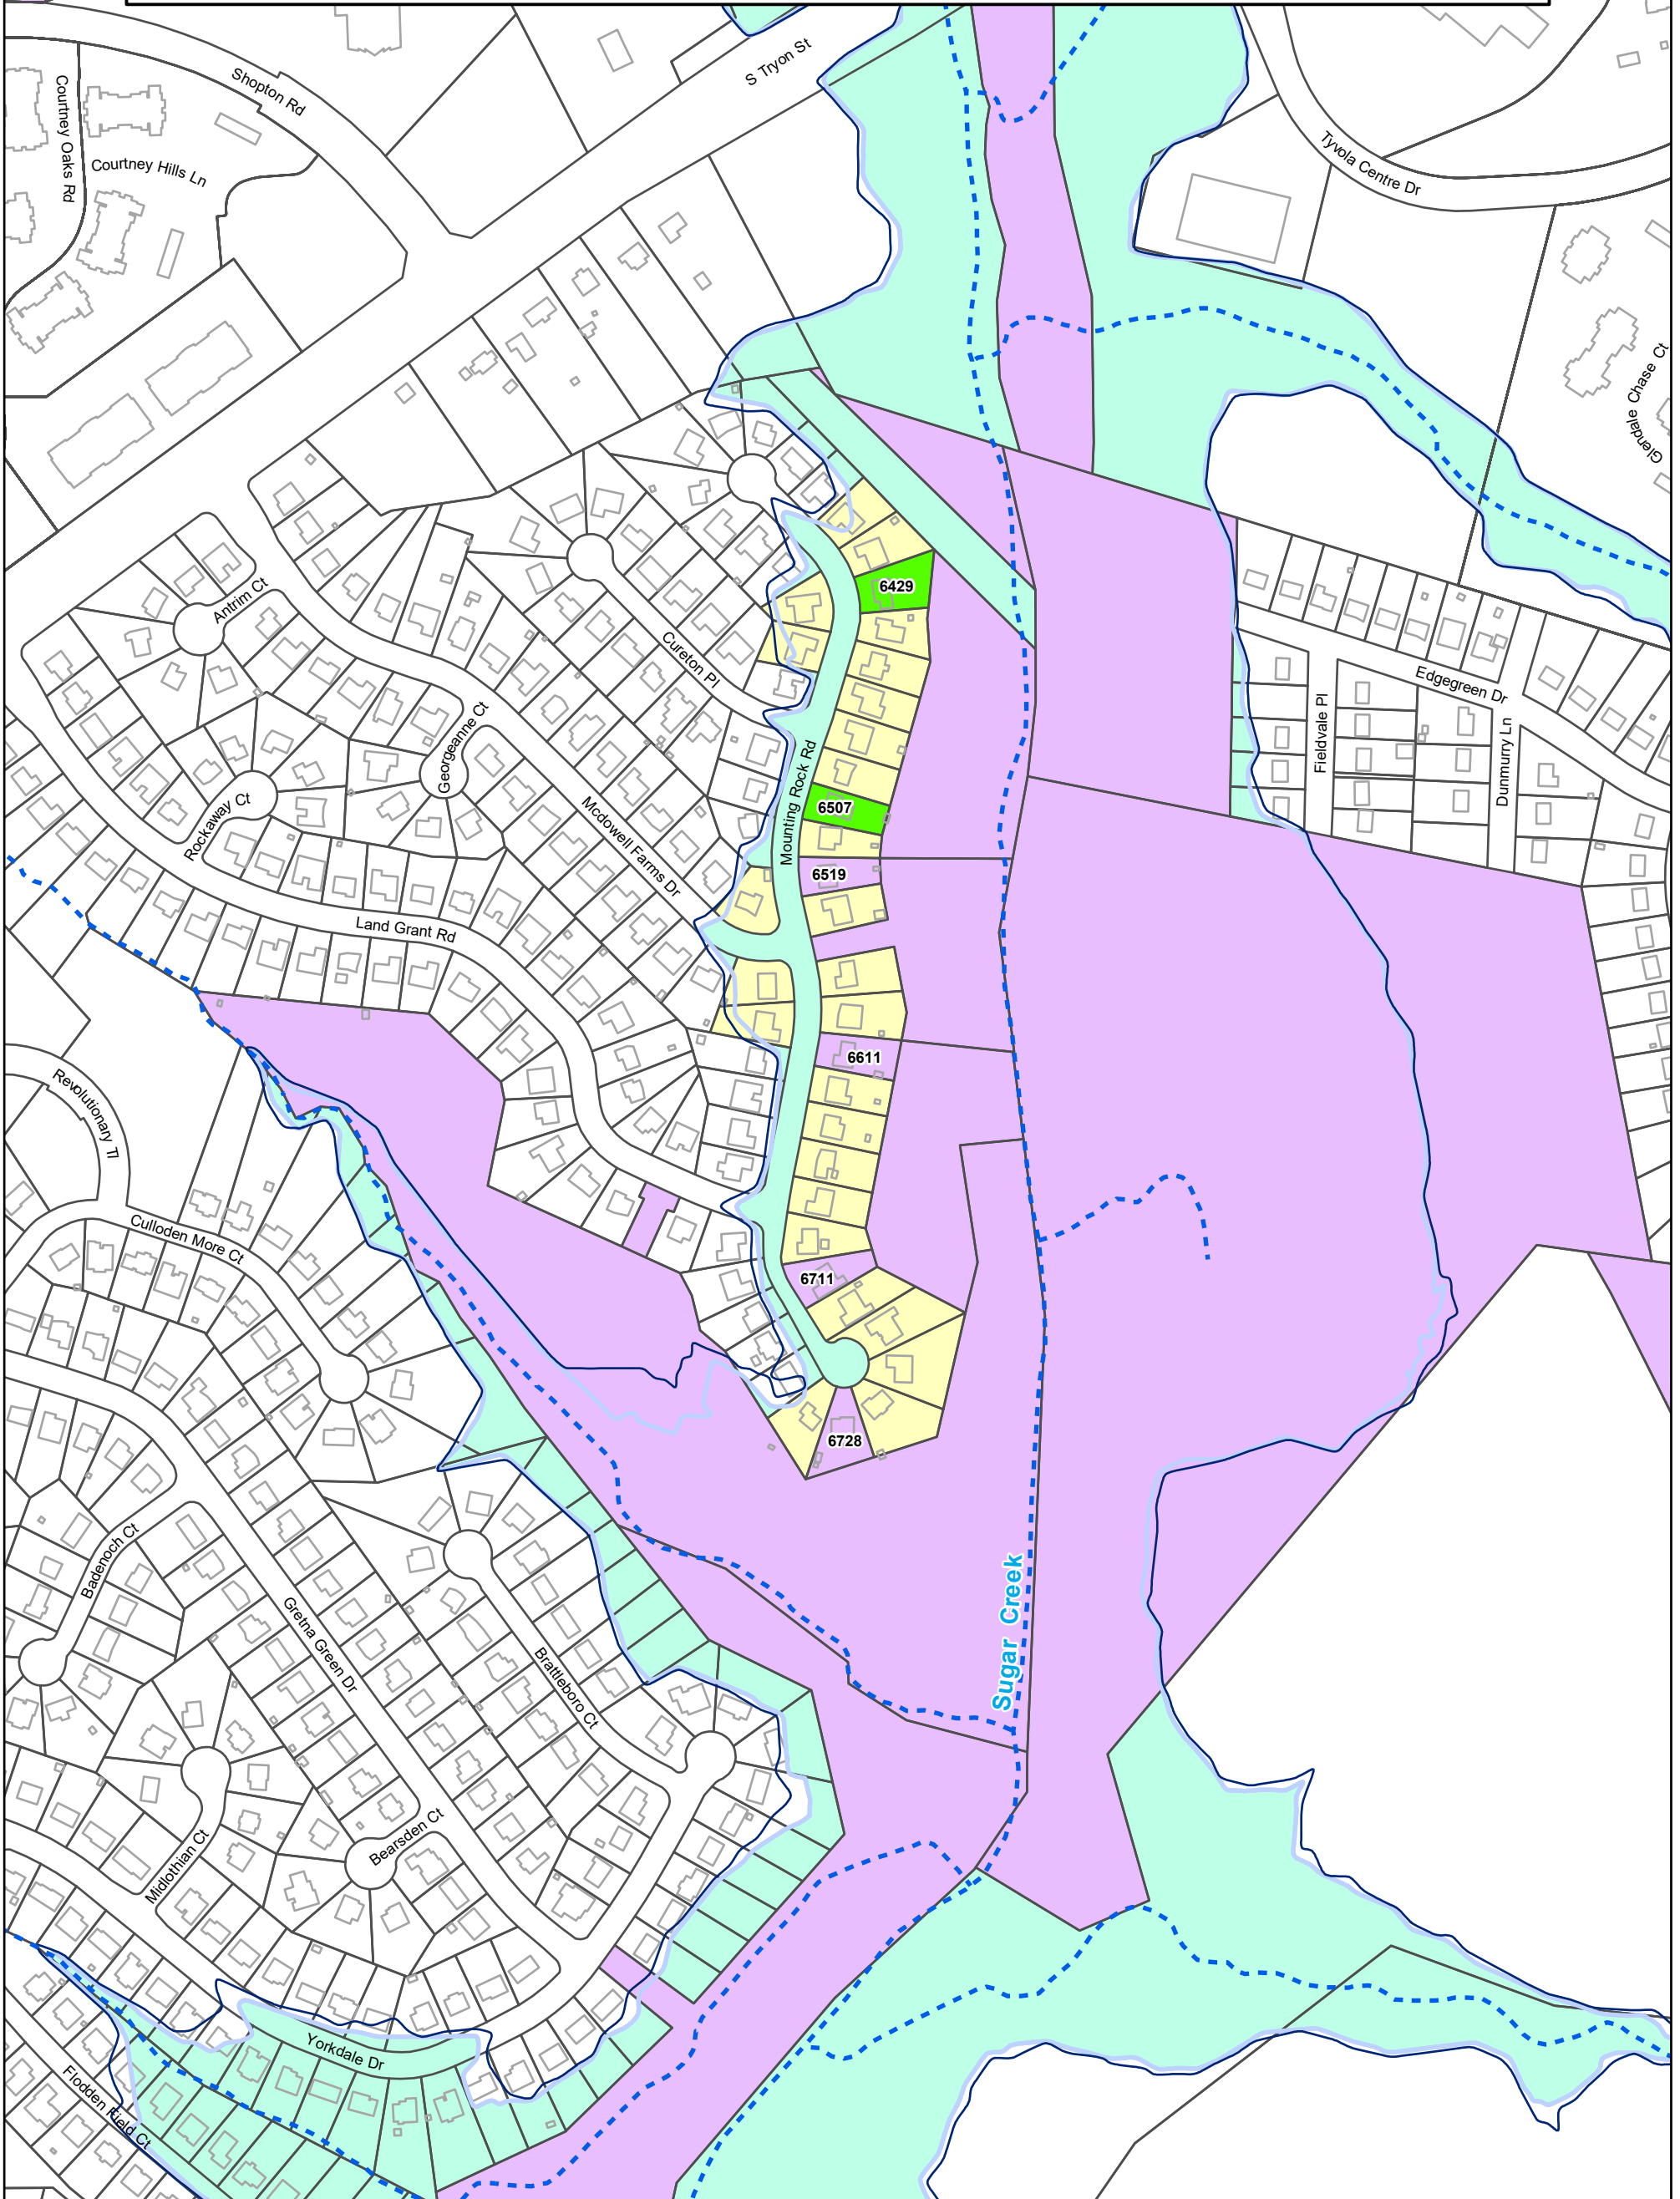 S Tryon St
Shopton Rd
Courtney Oaks Rd
Courtney Hills Ln
Tyvola Centre Dr
Glendale Chase Ct
6429
Antrim Ct
Cureton Pl
Edgegreen Dr
Fieldvale Pl
Dunmurry Ln
Georgeanne Ct
Mounting Rock Rd
6507
Rockaway Ct
Mcdowell Farms Dr
6519
Land Grant Rd
6611
Revolutionary Tl
Culloden More Ct
6711
6728
Badenoch Ct
Sugar Creek
Gretna Green Dr
Brattleboro Ct
Bearsden Ct
Midlothian Ct
Yorkdale Dr
Flodden Field Ct